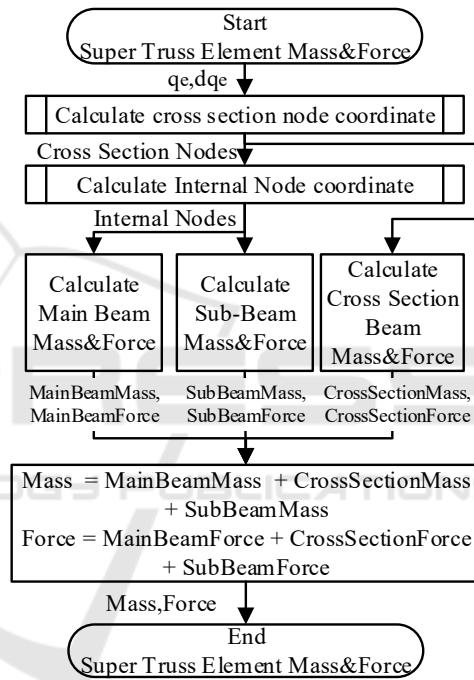 Start
Super Truss Element Mass&Force
qe,dqe
Calculate cross section node coordinate
Cross Section Nodes
Calculate Internal Node coordinate
Internal Nodes
Calculate
Main Beam
Mass&Force
Calculate
Sub-Beam
Mass&Force
Calculate
Cross Section
Beam
Mass&Force
MainBeamMass,
MainBeamForce
SubBeamMass,
SubBeamForce
CrossSectionMass,
CrossSectionForce
Mass = MainBeamMass + CrossSectionMass
+ SubBeamMass
Force = MainBeamForce + CrossSectionForce
+ SubBeamForce
Mass,Force
End
Super Truss Element Mass&Force